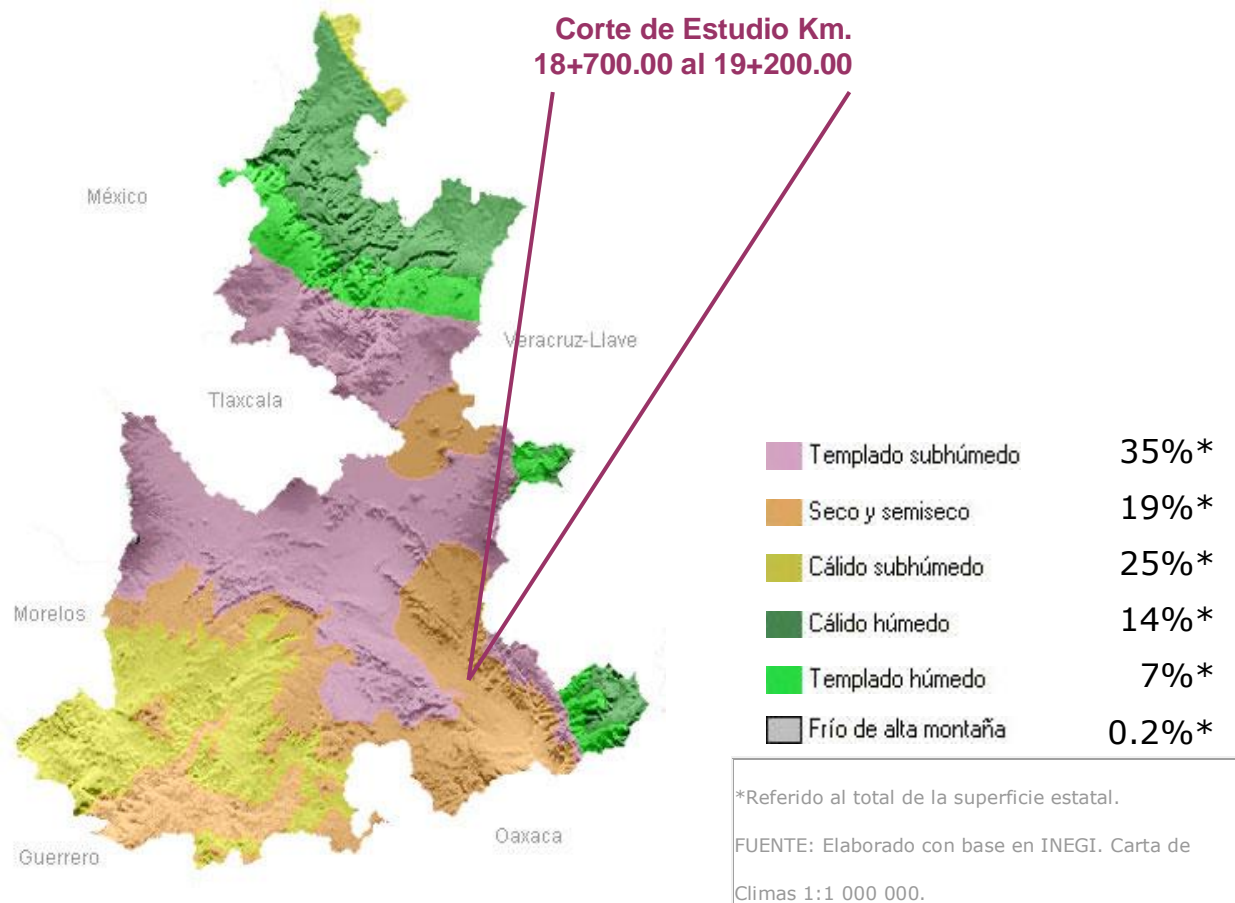 Corte de Estudio Km.
18+700.00 al 19+200.00
México
Veracruz-Llave
Tlaxcala
Morelos
Oaxaca
Guerrero
Templado subhúmedo 35%*
Seco y semiseco 19%*
Cálido subhúmedo 25%*
Cálido húmedo 14%*
Templado húmedo 7%*
Frío de alta montaña 0.2%*
*Referido al total de la superficie estatal.
FUENTE: Elaborado con base en INEGI. Carta de
Climas 1:1 000 000.